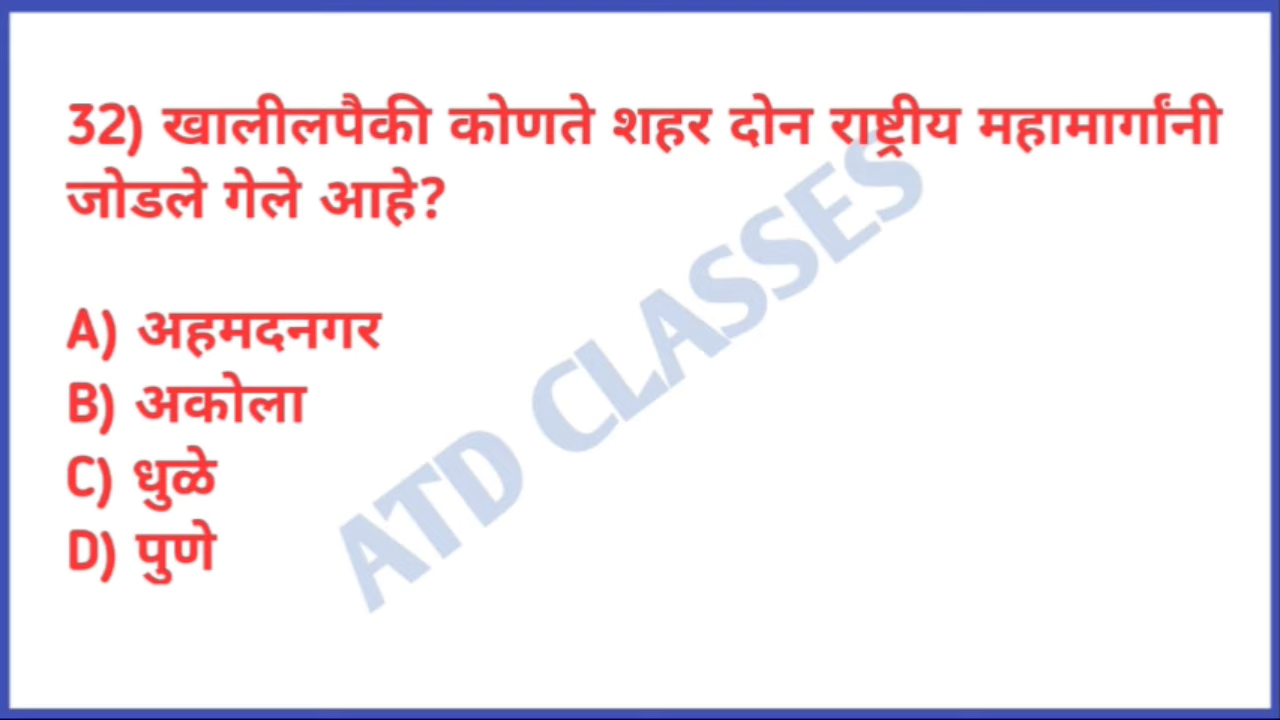 32) खालीलपैकी कोणते शहर दोन राष्ट्रीय महामार्गांनी
जोडले गेले आहे?
A) अहमदनगर
B) अकोला
C) धुळे
D) पुणे
ATD CLASSES